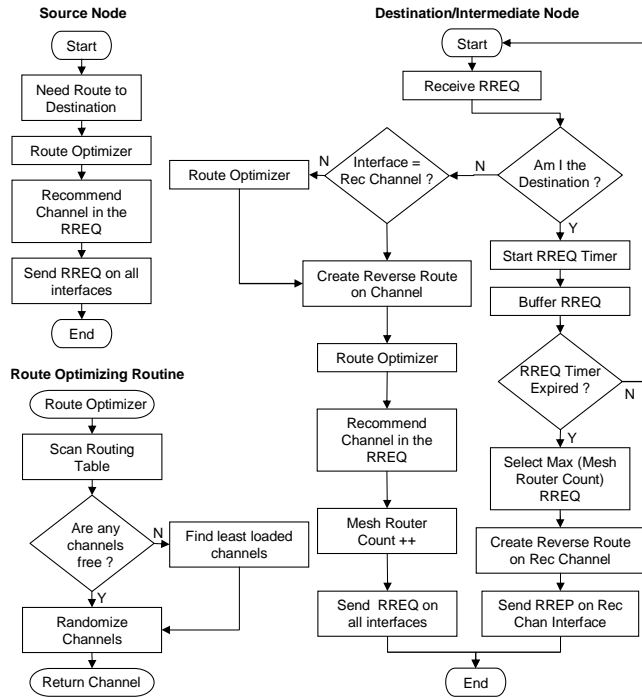 Source Node
Start
Need Route to
Destination
Route Optimizer
Recommend
Channel in the
RREQ
Send RREQ on all
interfaces
End
Route Optimizing Routine
Route Optimizer
Scan Routing
Table
Are any
channels
free ?
N
Find least loaded
channels
Y
Randomize
Channels
Return Channel
Destination/Intermediate Node
Start
Receive RREQ
Am I the
Destination ?
N
Interface =
Rec Channel ?
N
Route Optimizer
Create Reverse Route
on Channel
Route Optimizer
Recommend
Channel in the
RREQ
Mesh Router
Count ++
Send RREQ on
all interfaces
Y
Start RREQ Timer
Buffer RREQ
RREQ Timer
Expired ?
N
Y
Select Max (Mesh
Router Count)
RREQ
Create Reverse Route
on Rec Channel
Send RREP on Rec
Chan Interface
End